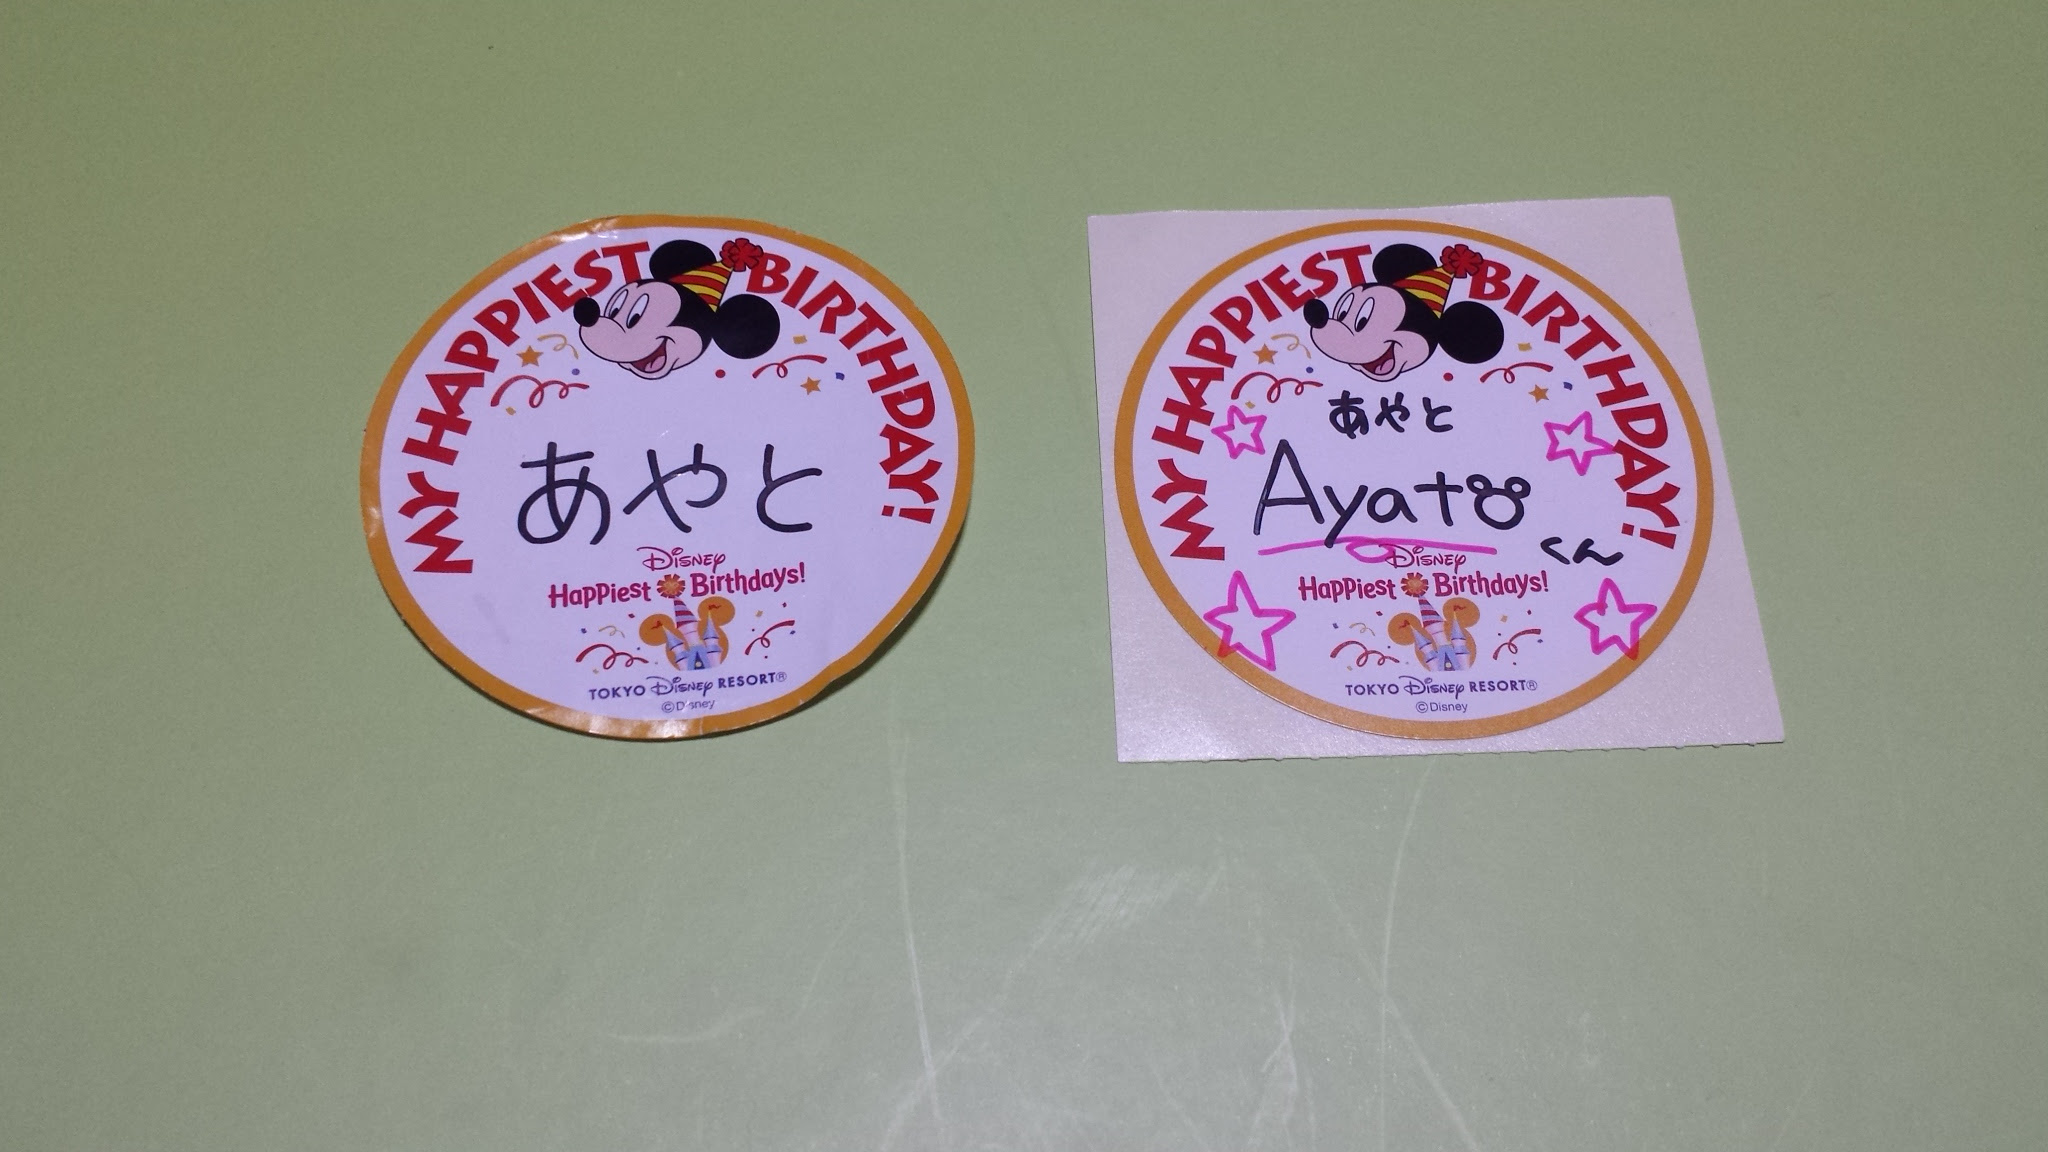 MY HAPPIEST BIRTHDAY!
あやと
Disney
Happiest Birthdays!
TOKYO Disney RESORT®
©Disney
MY HAPPIEST BIRTHDAY!
あやと
Ayato
くん
Disney
Happiest Birthdays!
TOKYO Disney RESORT®
©Disney